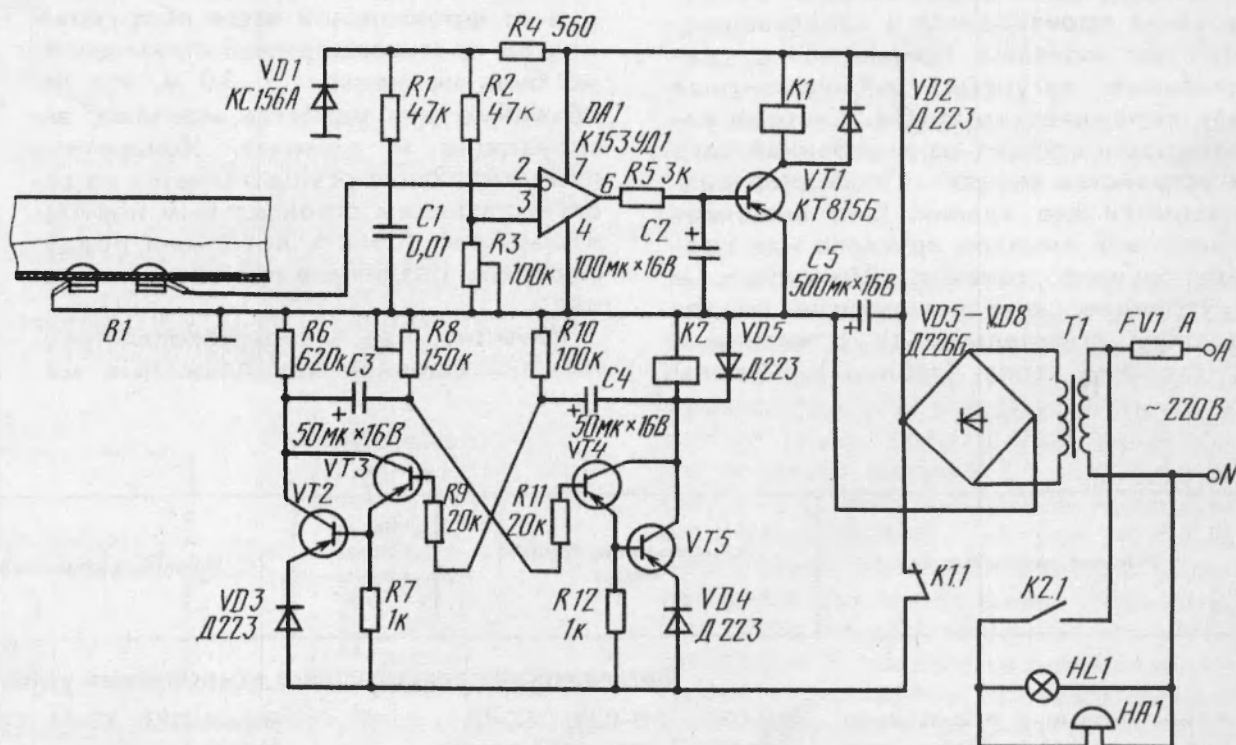 R4 560
VD1
КС156А
R1
47к
R2
47к
DA1
К153УД1
K1
VD2
Д223
2
3
7
6
4
R5 3К
VT1
КТ815Б
C1
0,01
R3
100к
C2
+
100мк×16В
C5
500мк×16В
+
B1
R6
620к
C3
+
50мк×16В
R8
150к
R10
100к
C4
+
50мк×16В
K2
VD5
Д223
VD5 - VD8
Д226Б
T1
FV1 А
А
~220В
N
VT3
VT2
R9
20к
R11
20к
VT4
VT5
VD3
Д223
R7
1к
R12
1к
VD4
Д223
K1.1
K2.1
HL1
HA1